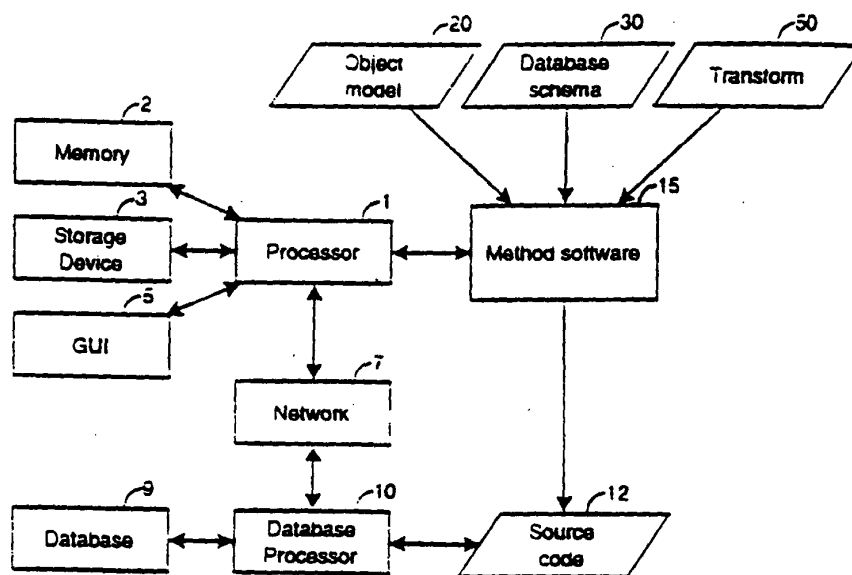 20
30
50
Object
model
Database
schema
Transform
2
Memory
3
Storage
Device
1
Processor
15
Method software
5
GUI
7
Network
9
Database
10
Database
Processor
12
Source
code